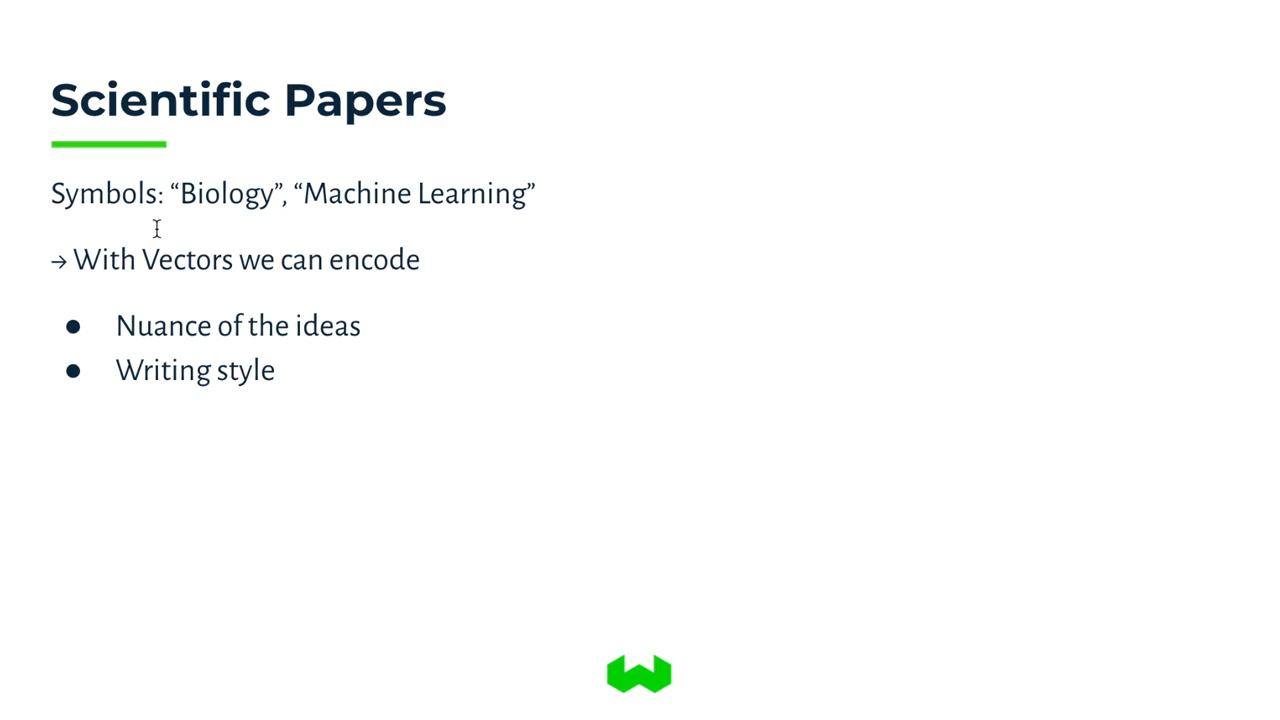 Scientific Papers
Symbols: “Biology”, “Machine Learning”
→ With Vectors we can encode
● Nuance of the ideas
● Writing style